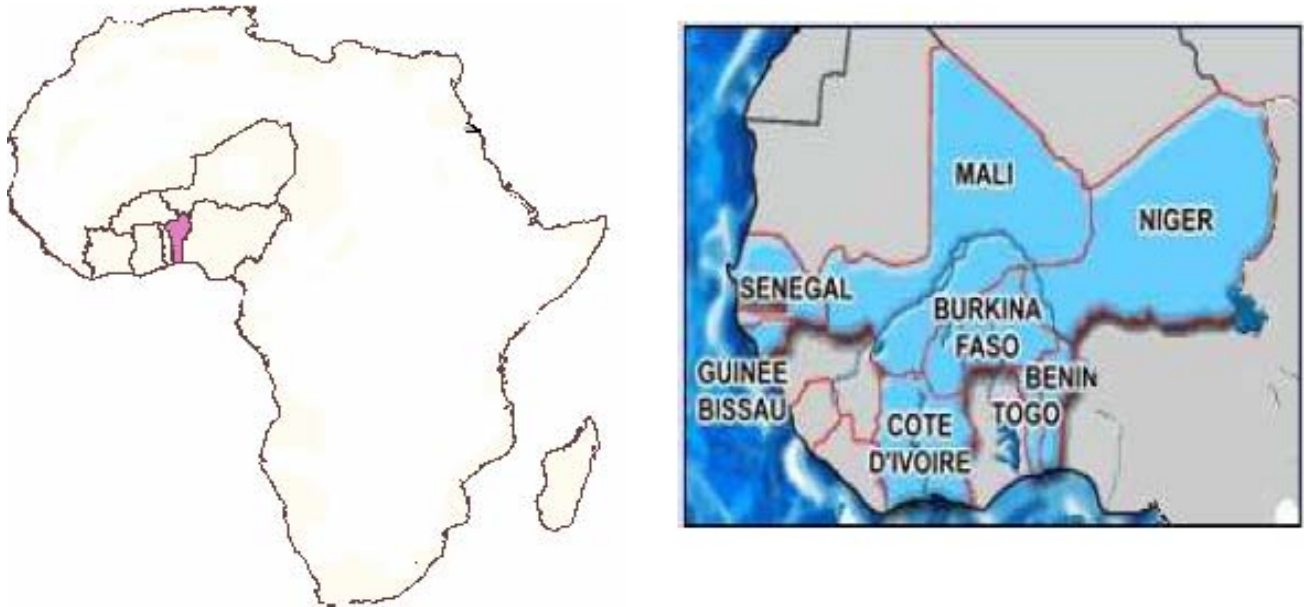 MALI
NIGER
SENEGAL
BURKINA
FASO
GUINEE
BISSAU
BENIN
TOGO
COTE
D'IVOIRE